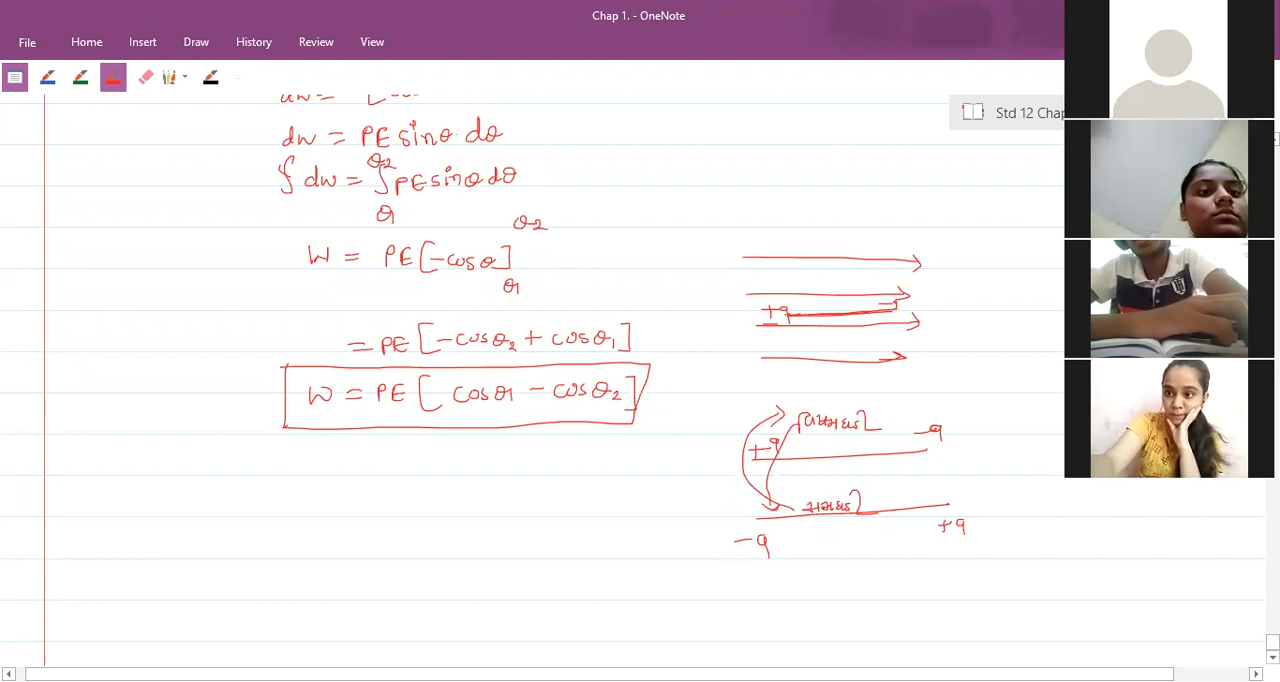 Chap 1. - OneNote
File Home Insert Draw History Review View
Std 12 Chap
dw =
dw = PE sinθ. dθ
∫ dw = ∫ PE sinθ dθ
θ2
θ1
W = PE [-cosθ]
θ2
θ1
= PE [-cosθ2 + cosθ1]
W = PE [cosθ1 - cosθ2]
+q -
+q -q
-q +q